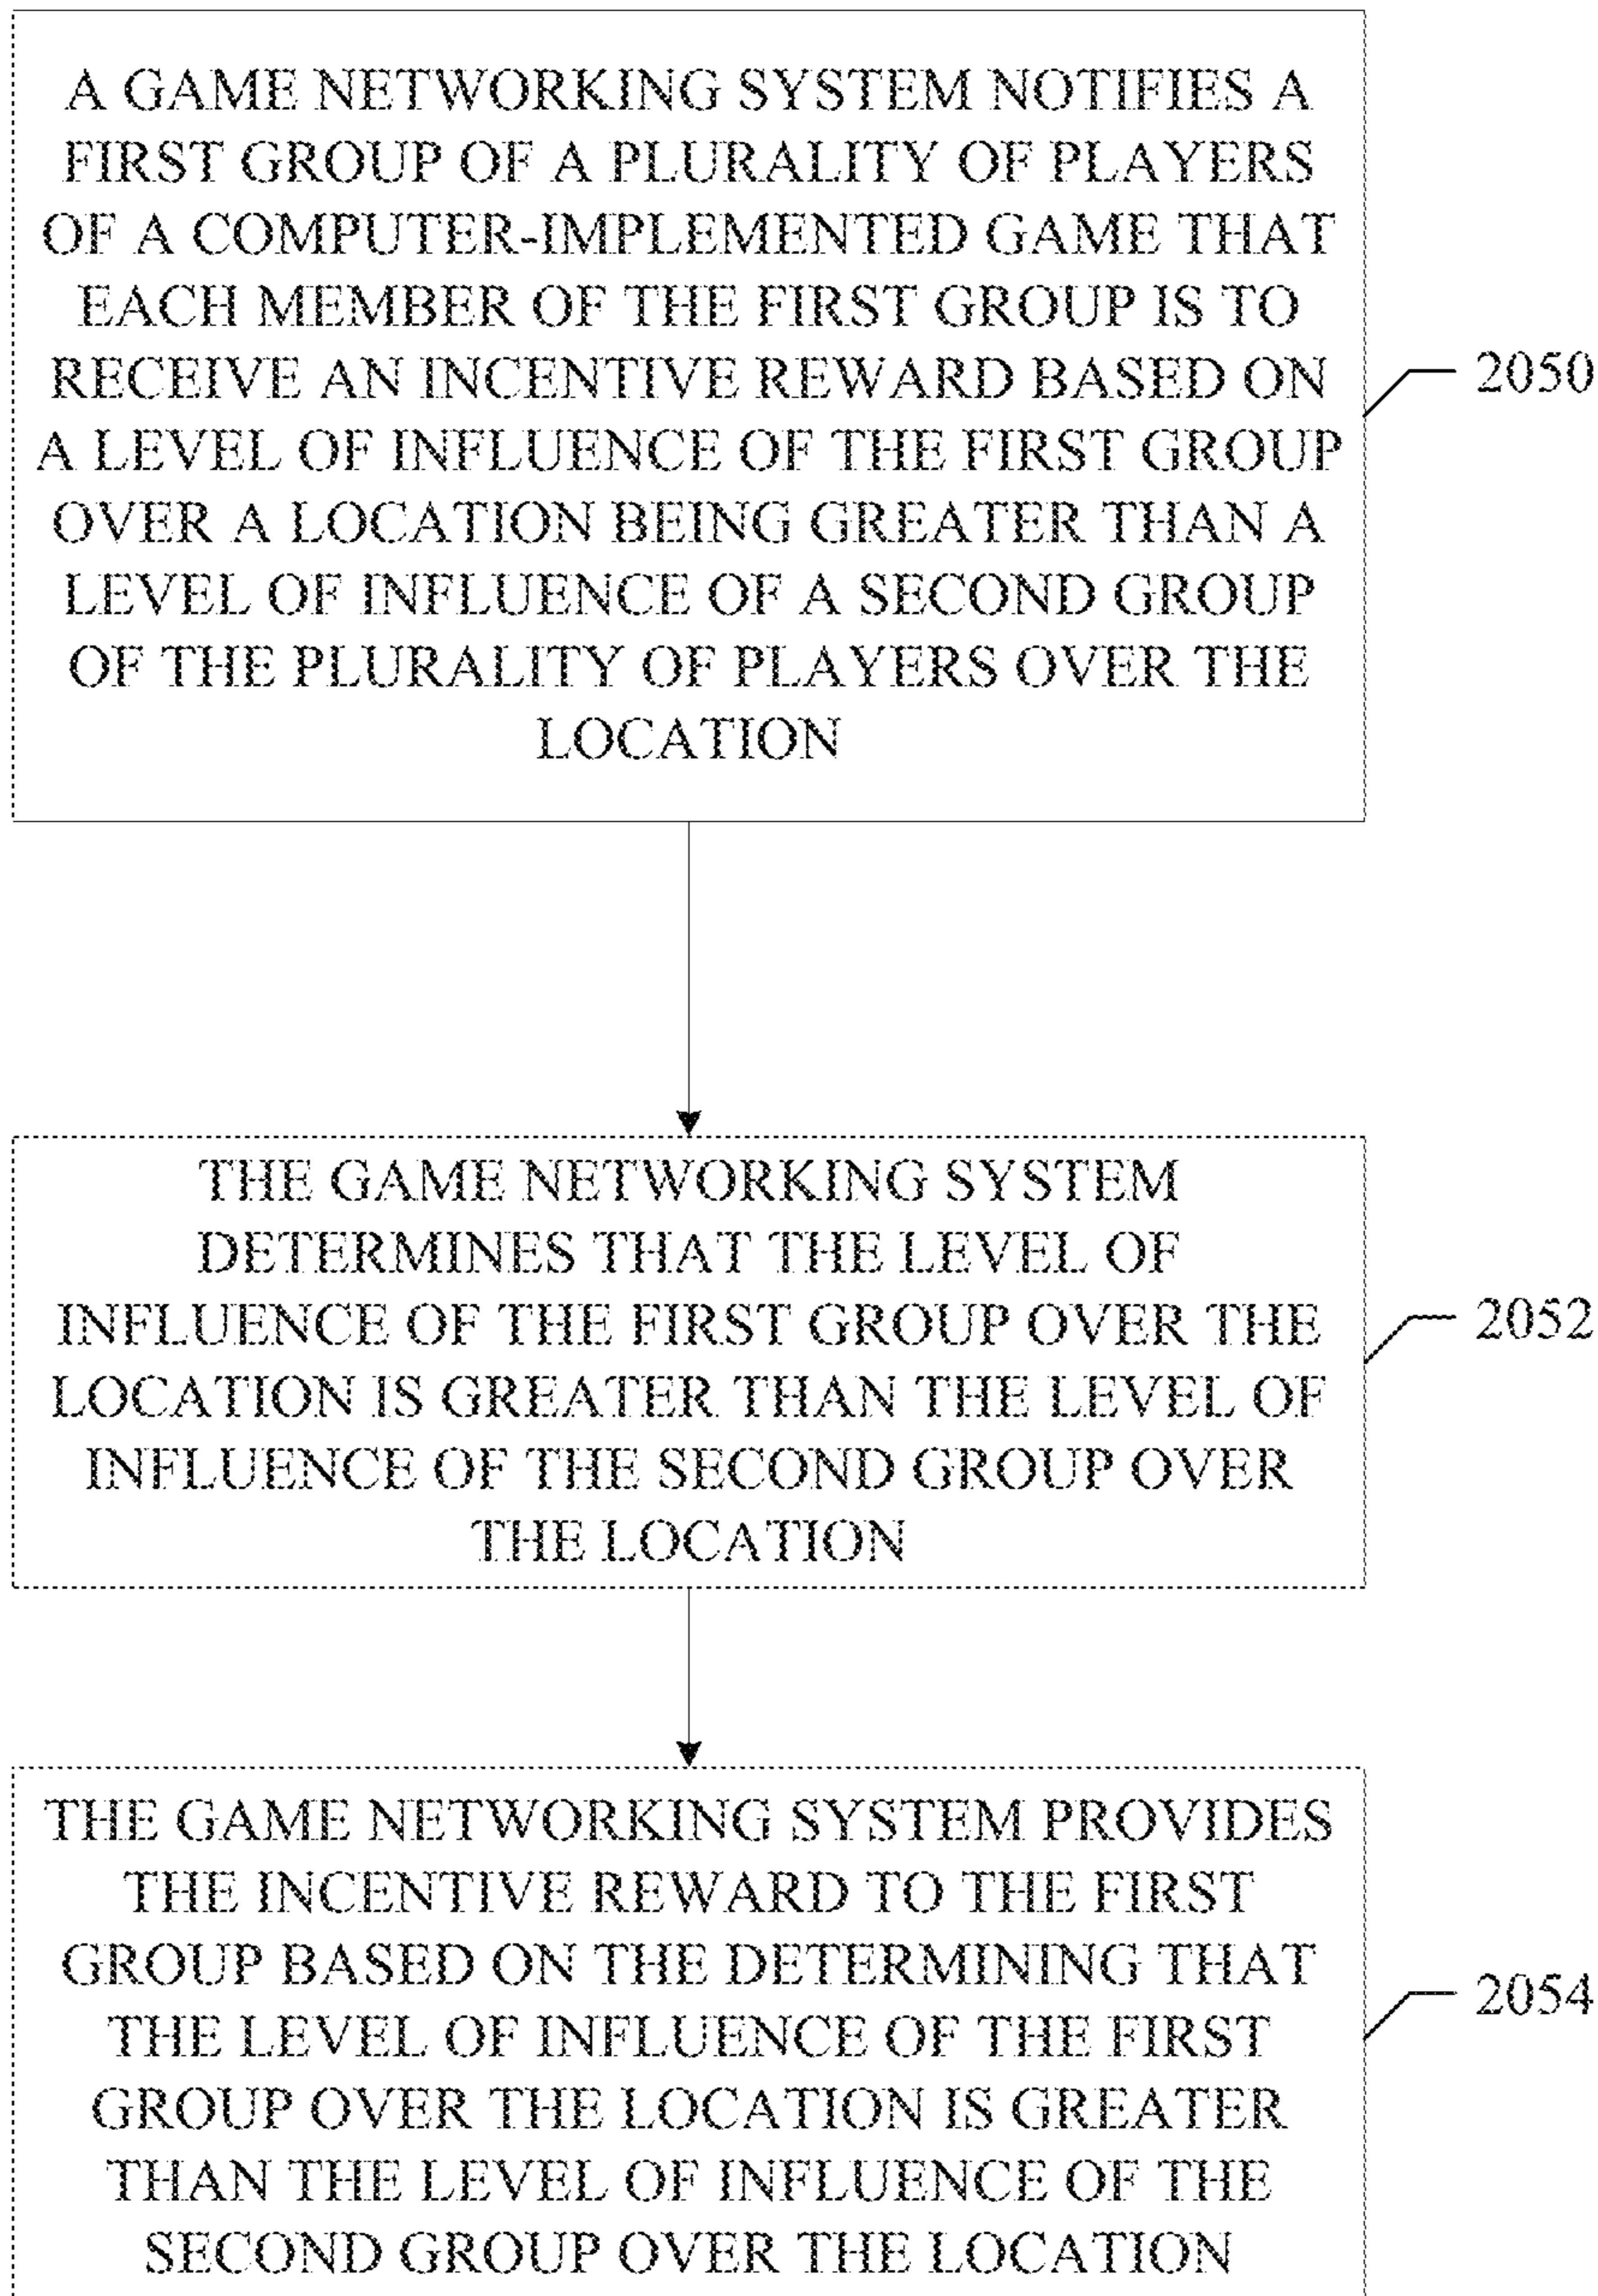 A GAME NETWORKING SYSTEM NOTIFIES A
FIRST GROUP OF A PLURALITY OF PLAYERS
OF A COMPUTER-IMPLEMENTED GAME THAT
EACH MEMBER OF THE FIRST GROUP IS TO
RECEIVE AN INCENTIVE REWARD BASED ON
A LEVEL OF INFLUENCE OF THE FIRST GROUP
OVER A LOCATION BEING GREATER THAN A
LEVEL OF INFLUENCE OF A SECOND GROUP
OF THE PLURALITY OF PLAYERS OVER THE
LOCATION
2050
THE GAME NETWORKING SYSTEM
DETERMINES THAT THE LEVEL OF
INFLUENCE OF THE FIRST GROUP OVER THE
LOCATION IS GREATER THAN THE LEVEL OF
INFLUENCE OF THE SECOND GROUP OVER
THE LOCATION
2052
THE GAME NETWORKING SYSTEM PROVIDES
THE INCENTIVE REWARD TO THE FIRST
GROUP BASED ON THE DETERMINING THAT
THE LEVEL OF INFLUENCE OF THE FIRST
GROUP OVER THE LOCATION IS GREATER
THAN THE LEVEL OF INFLUENCE OF THE
SECOND GROUP OVER THE LOCATION
2054